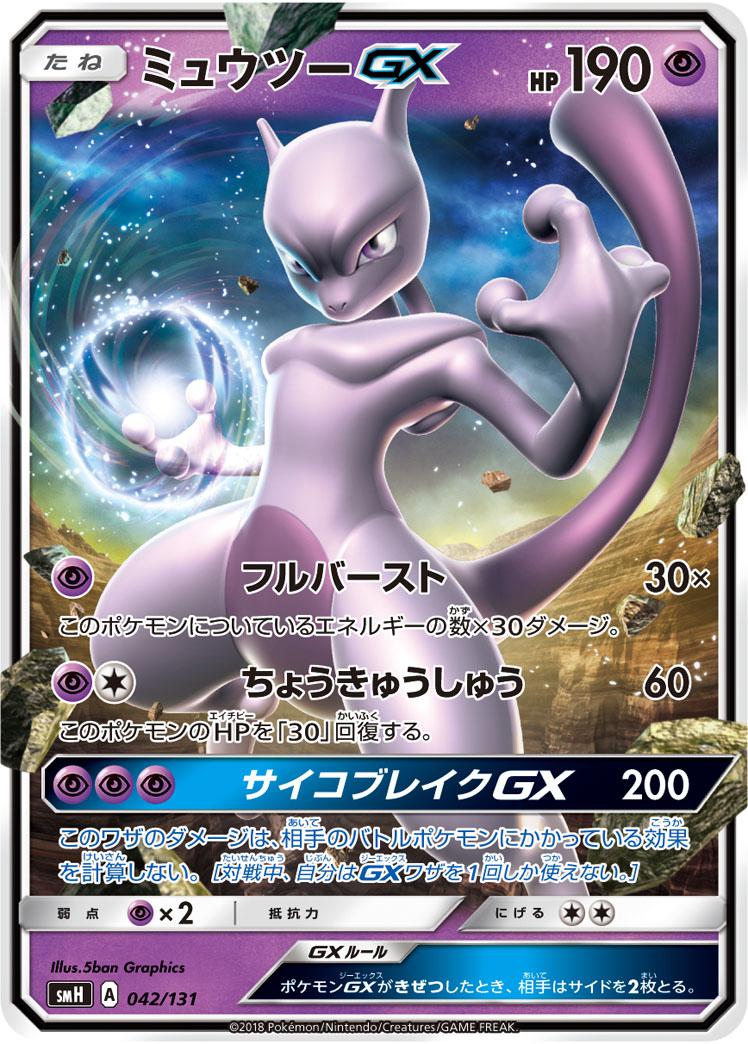 たね ミュウツーGX HP190
フルバースト 30×
このポケモンについているエネルギーの数×30ダメージ。
ちょうきゅうしゅう 60
このポケモンのHPを「30」回復する。
サイコブレイクGX 200
このワザのダメージは、相手のバトルポケモンにかかっている効果
を計算しない。[対戦中、自分はGXワザを1回しか使えない。]
弱点 ×2 抵抗力 にげる
Illus.5ban Graphics
GXルール
SMH A 042/131
ポケモンGXがきぜつしたとき、相手はサイドを2枚とる。
©2018 Pokémon/Nintendo/Creatures/GAME FREAK.